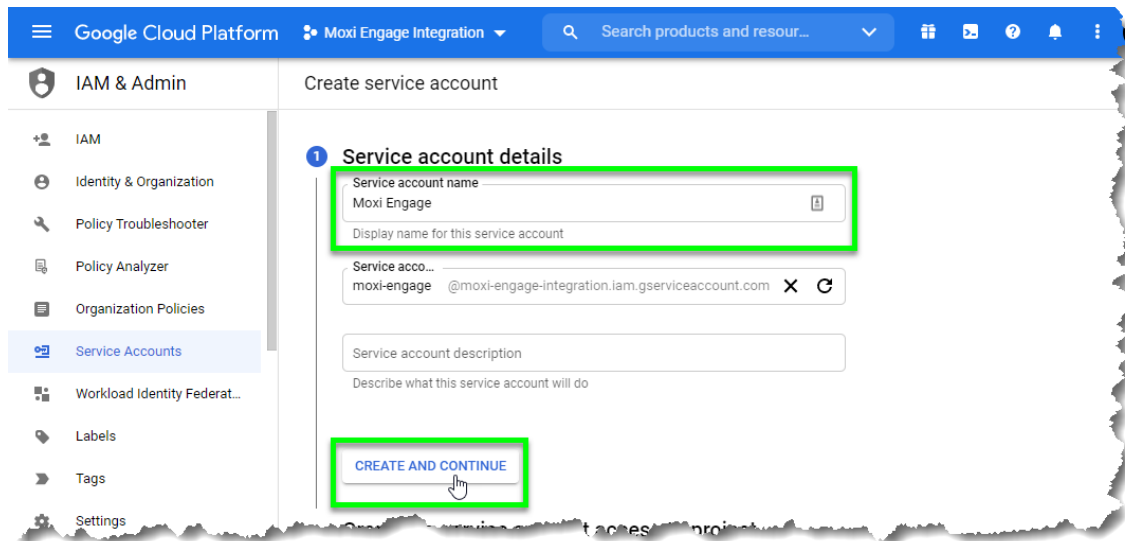 Google Cloud Platform
Moxi Engage Integration
Search products and resour...
IAM & Admin
Create service account
IAM
Identity & Organization
Policy Troubleshooter
Policy Analyzer
Organization Policies
Service Accounts
Workload Identity Federat...
Labels
Tags
Settings
1
Service account details
Service account name
Moxi Engage
Display name for this service account
Service acco...
moxi-engage @moxi-engage-integration.iam.gserviceaccount.com
Service account description
Describe what this service account will do
CREATE AND CONTINUE